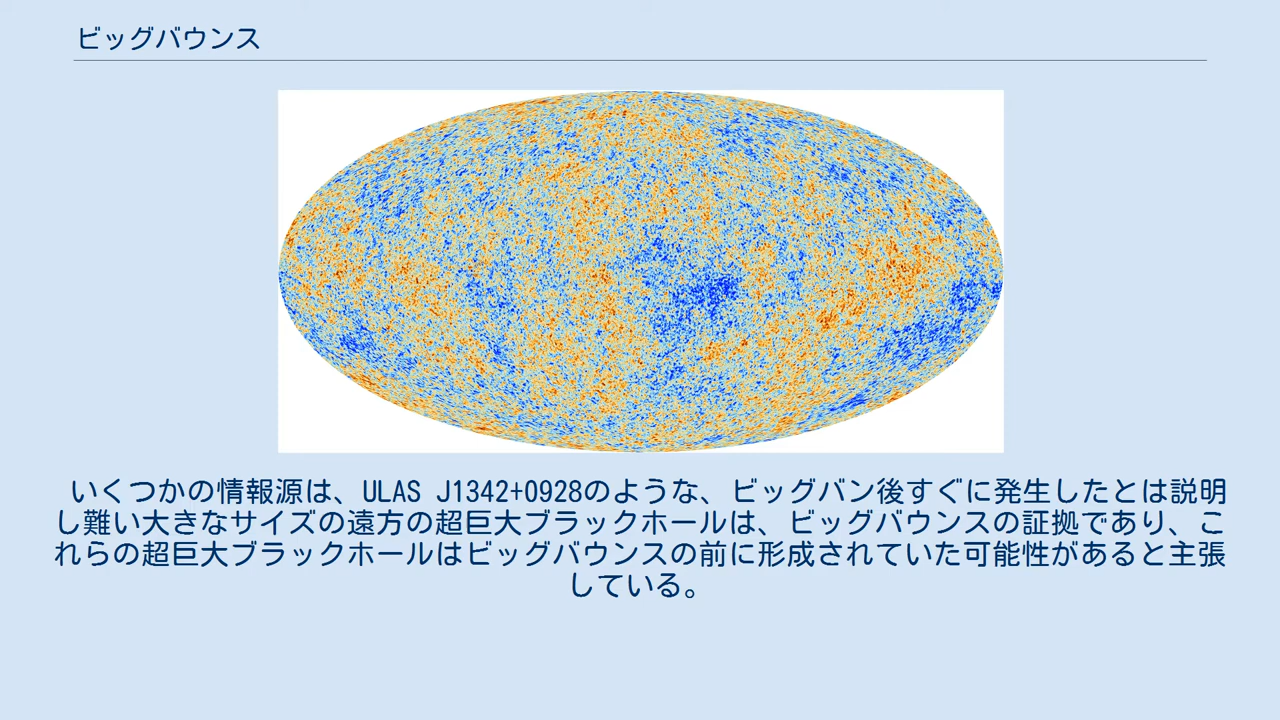 ビッグバウンス
いくつかの情報源は、ULAS J1342+0928のような、ビッグバン後すぐに発生したとは説明
し難い大きなサイズの遠方の超巨大ブラックホールは、ビッグバウンスの証拠であり、こ
れらの超巨大ブラックホールはビッグバウンスの前に形成されていた可能性があると主張
している。